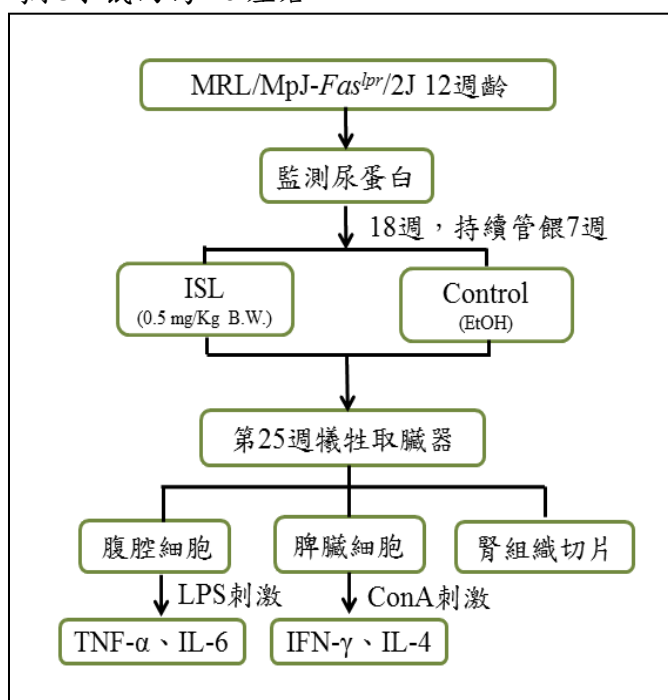 MRL/MpJ-Fas^lpr/2J 12週齡
監測尿蛋白
18週，持續管餵7週
ISL
(0.5 mg/Kg B.W.)
Control
(EtOH)
第25週犧牲取臟器
腹腔細胞
脾臟細胞
腎組織切片
LPS刺激
ConA刺激
TNF-α、IL-6
IFN-γ、IL-4